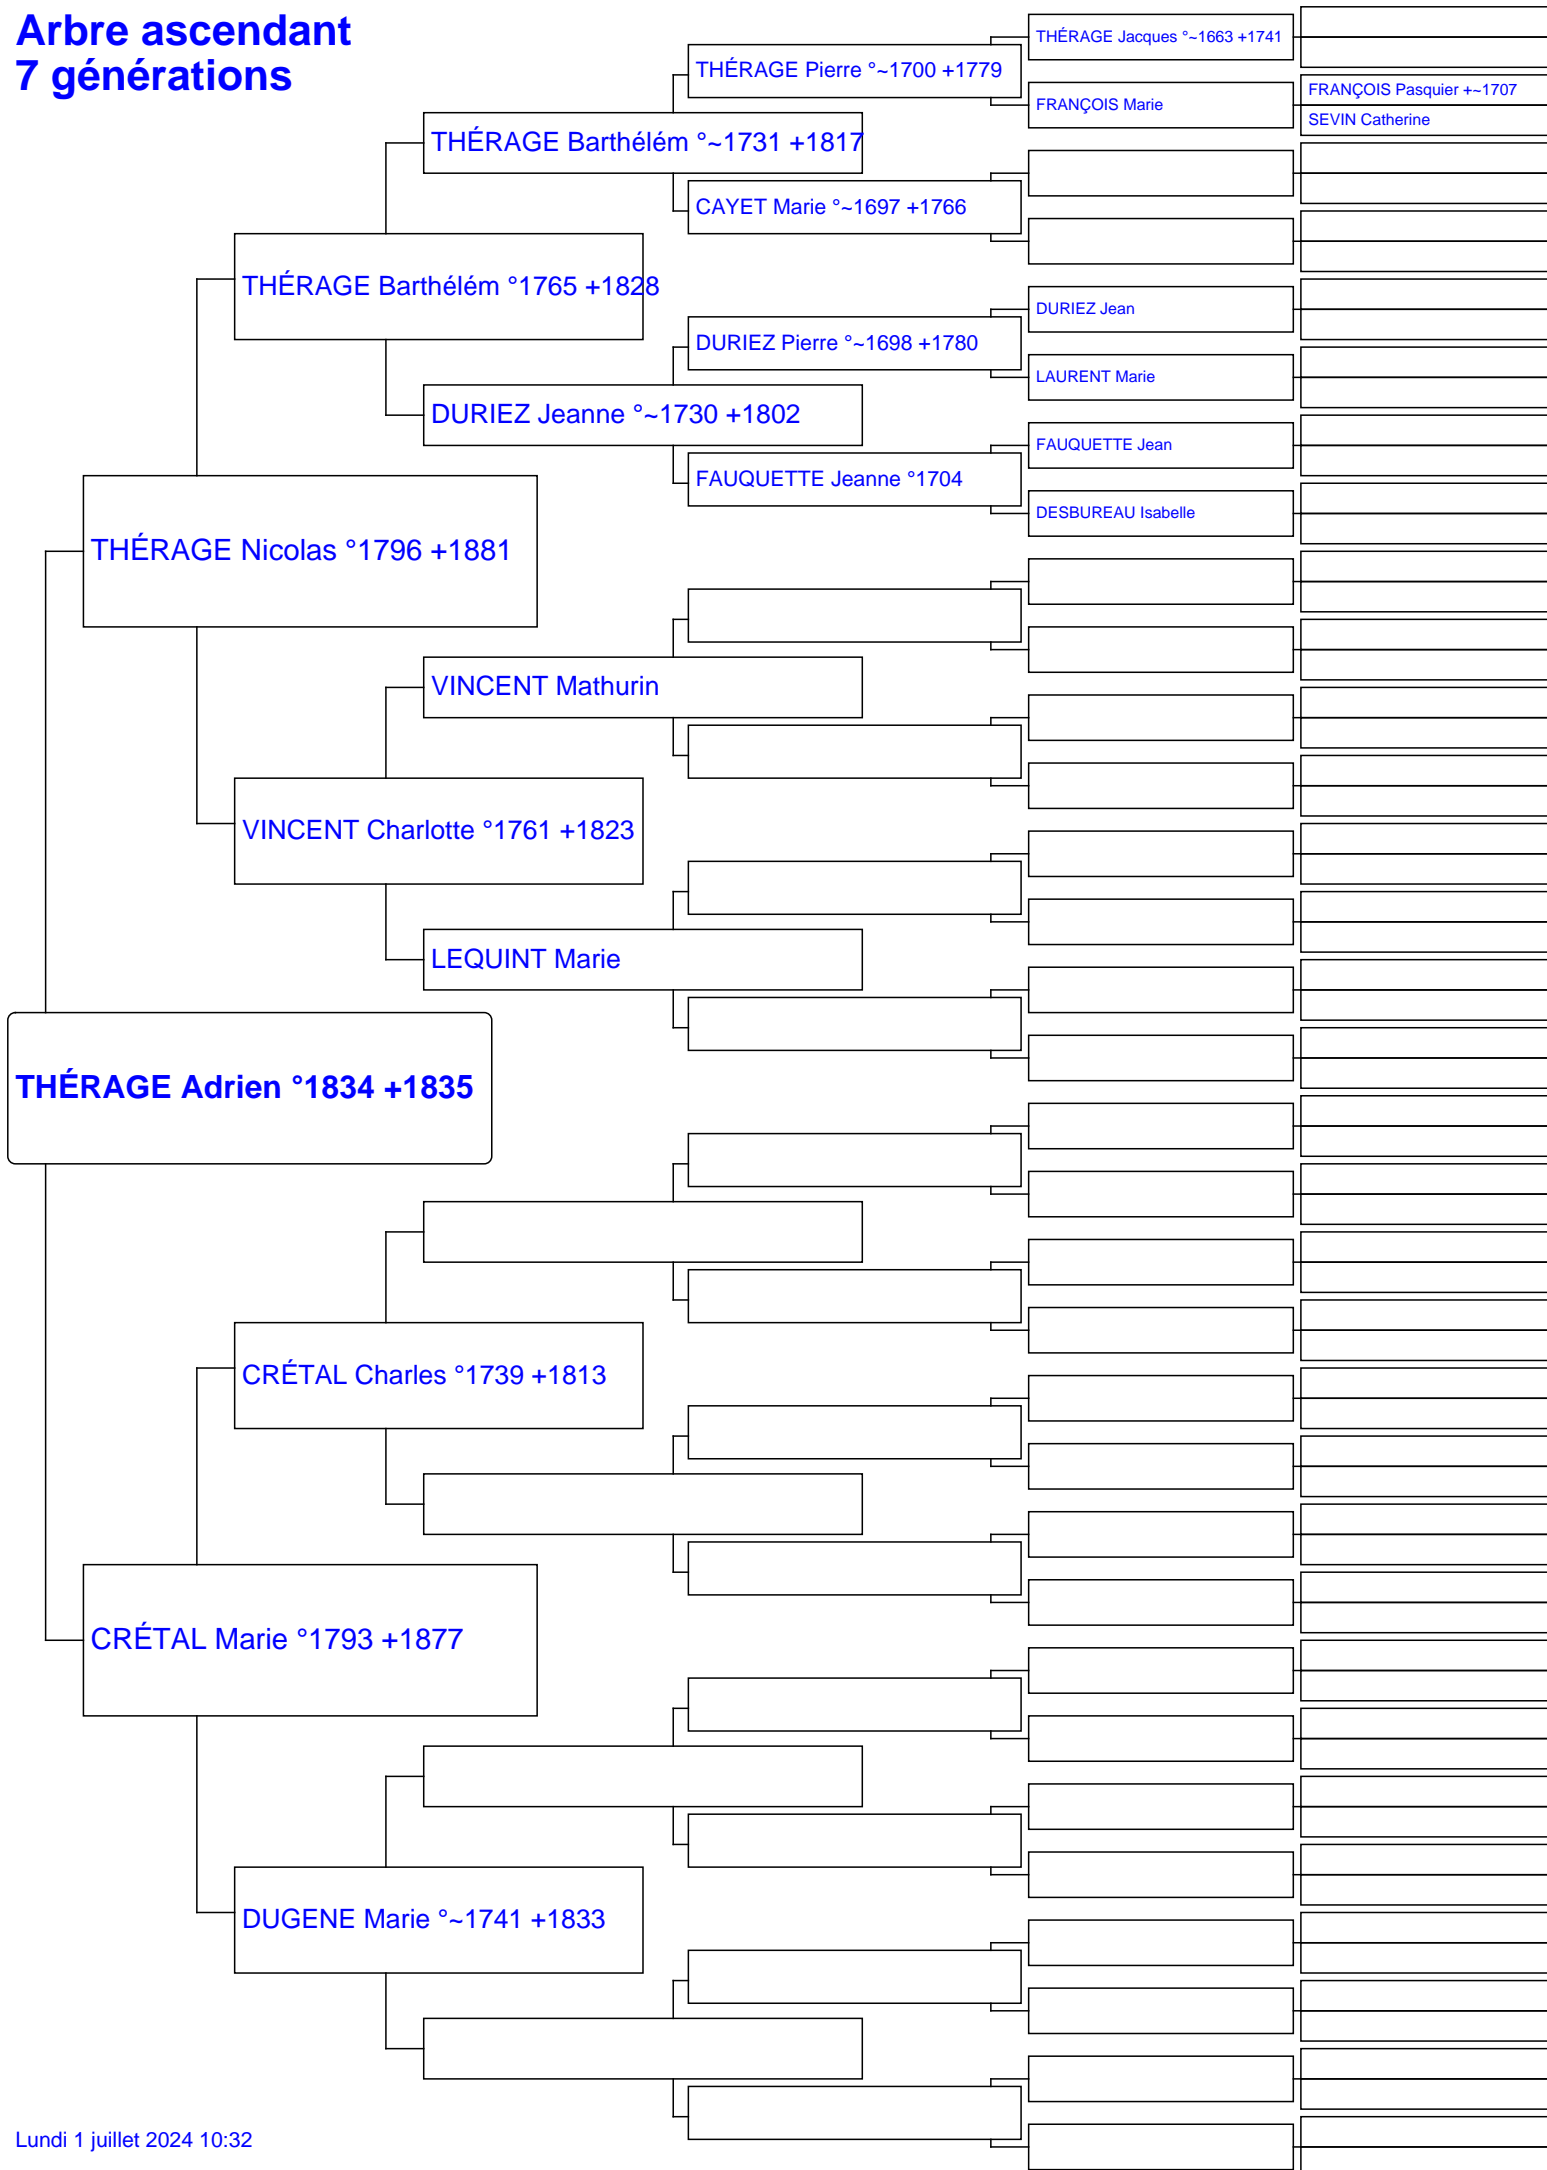 Arbre ascendant
7 générations
THÉRAGE Jacques °~1663 +1741
THÉRAGE Pierre °~1700 +1779
FRANÇOIS Pasquier +~1707
FRANÇOIS Marie
SEVIN Catherine
THÉRAGE Barthélém °~1731 +1817
CAYET Marie °~1697 +1766
THÉRAGE Barthélém °1765 +1828
DURIEZ Jean
DURIEZ Pierre °~1698 +1780
LAURENT Marie
DURIEZ Jeanne °~1730 +1802
FAUQUETTE Jean
FAUQUETTE Jeanne °1704
DESBUREAU Isabelle
THÉRAGE Nicolas °1796 +1881
VINCENT Mathurin
VINCENT Charlotte °1761 +1823
LEQUINT Marie
THÉRAGE Adrien °1834 +1835
CRÉTAL Charles °1739 +1813
CRÉTAL Marie °1793 +1877
DUGENE Marie °~1741 +1833
Lundi 1 juillet 2024 10:32